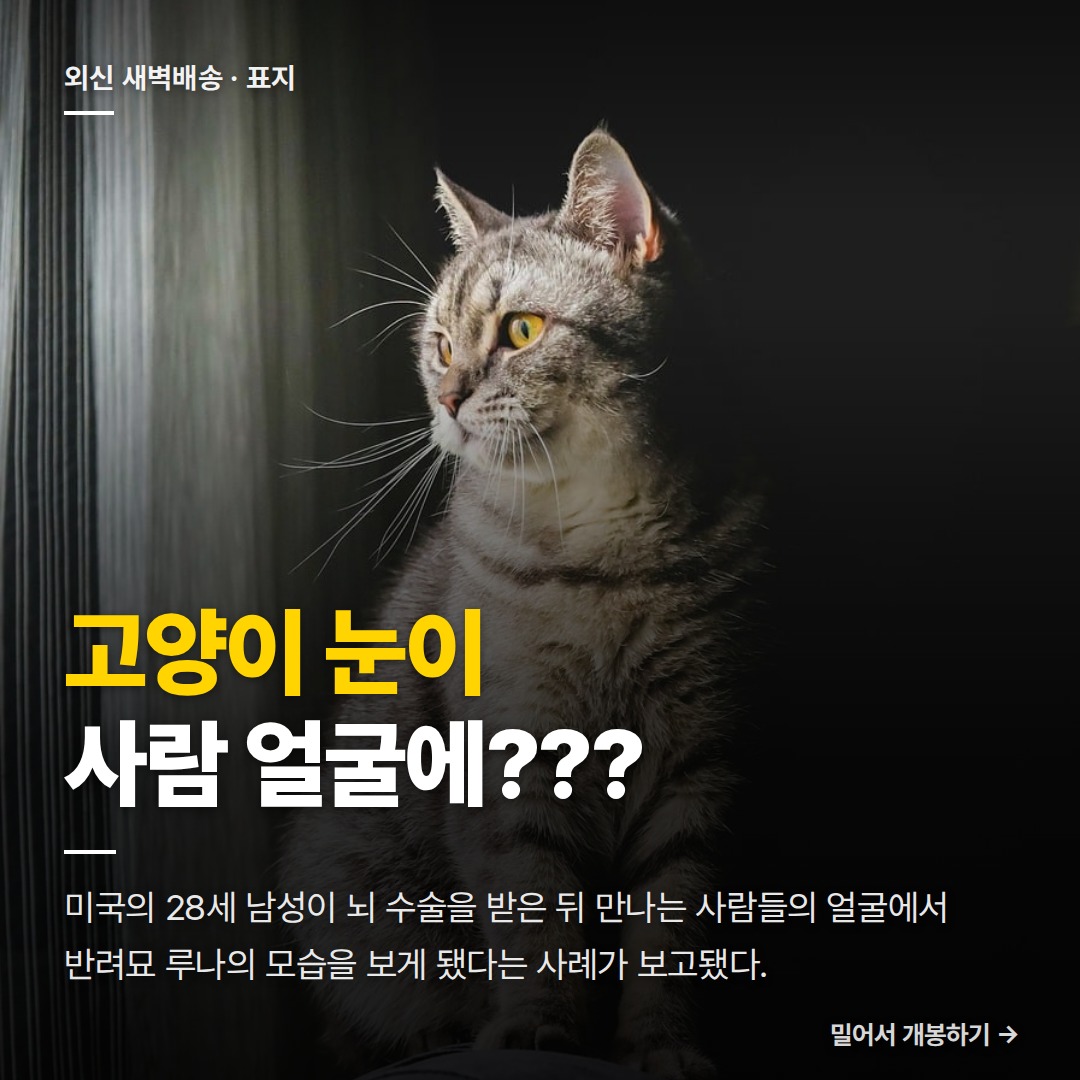 외신 새벽배송 · 표지
고양이 눈이
사람 얼굴에???
미국의 28세 남성이 뇌 수술을 받은 뒤 만나는 사람들의 얼굴에서
반려묘 루나의 모습을 보게 됐다는 사례가 보고됐다.
밀어서 개봉하기 →